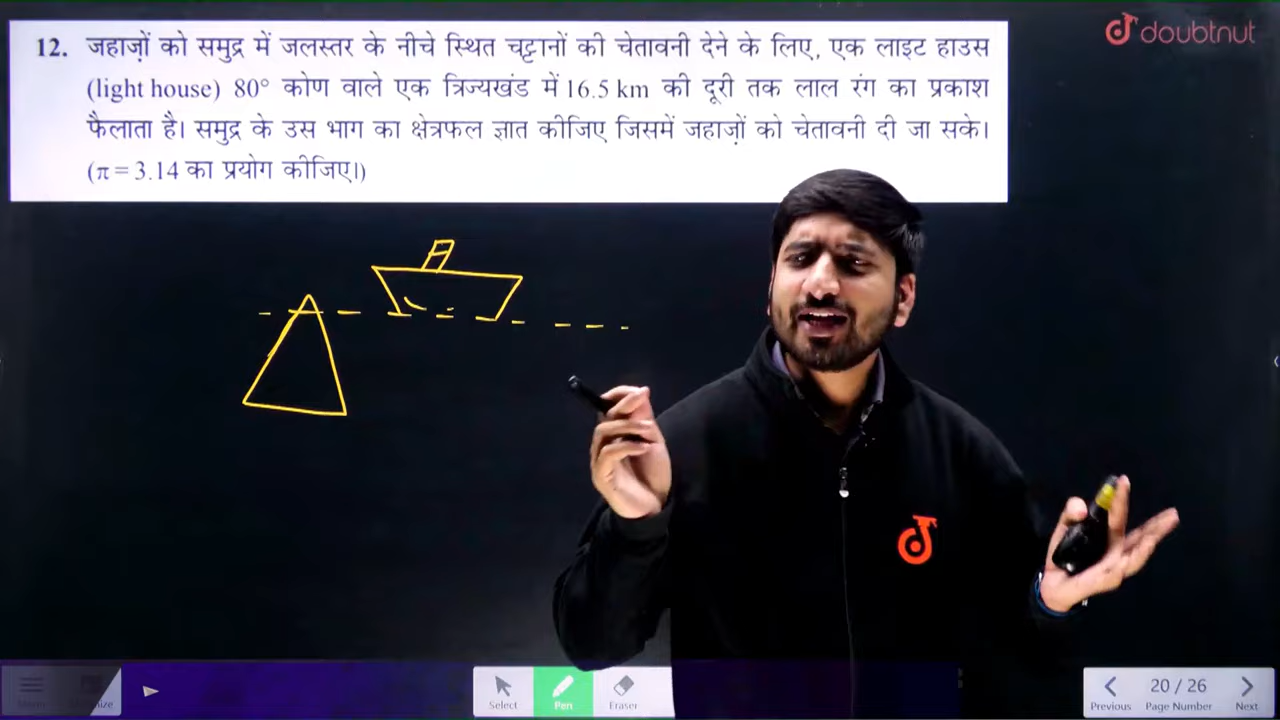 doubtnut
12. जहाज़ों को समुद्र में जलस्तर के नीचे स्थित चट्टानों की चेतावनी देने के लिए, एक लाइट हाउस
(light house) 80° कोण वाले एक त्रिज्यखंड में 16.5 km की दूरी तक लाल रंग का प्रकाश
फैलाता है। समुद्र के उस भाग का क्षेत्रफल ज्ञात कीजिए जिसमें जहाज़ों को चेतावनी दी जा सके।
(π = 3.14 का प्रयोग कीजिए।)
Select
Pen
Eraser
Previous
20 / 26
Page Number
Next